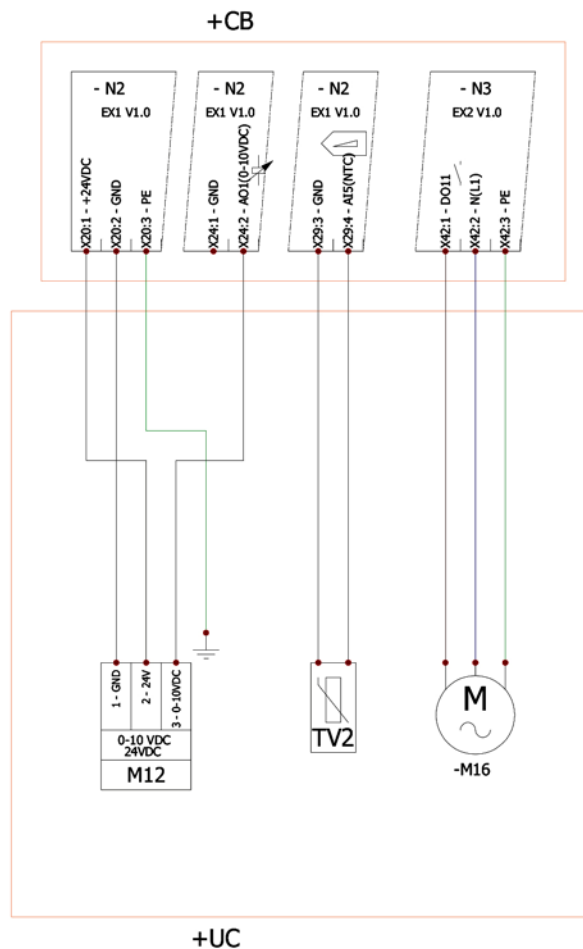 +CB
- N2
EX1 V1.0
X20:1 - +24VDC
X20:2 - GND
X20:3 - PE
- N2
EX1 V1.0
X24:1 - GND
X24:2 - AO1(0-10VDC)
- N2
EX1 V1.0
X29:3 - GND
X29:4 - AI5(NTC)
- N3
EX2 V1.0
X42:1 - DO11
X42:2 - N(L1)
X42:3 - PE
1 - GND
2 - 24V
3 - 0-10VDC
0-10 VDC
24VDC
M12
TV2
M
-M16
+UC